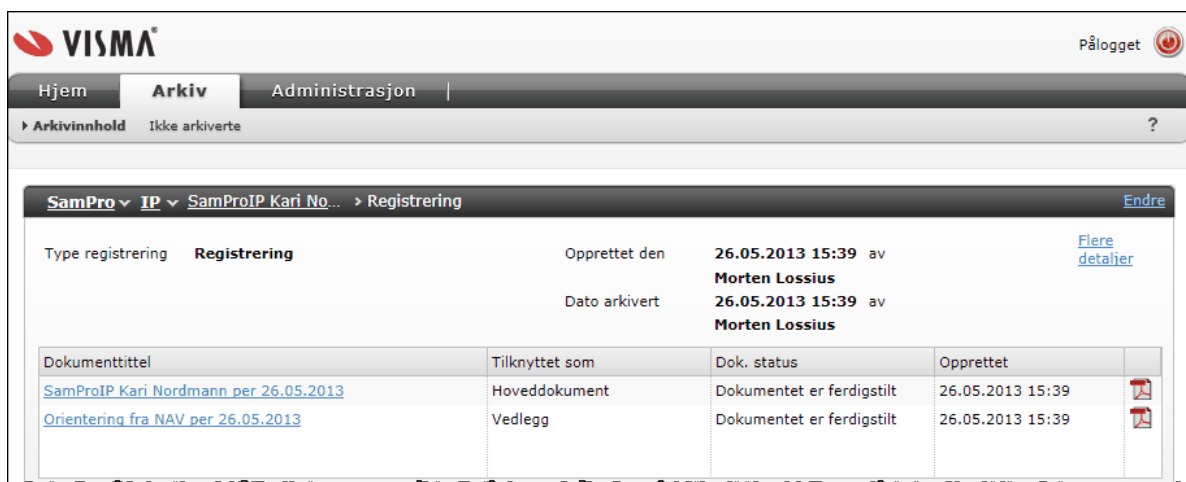 VISMA
Pålogget
Hjem Arkiv Administrasjon
Arkivinnhold Ikke arkiverte ?
SamPro IP SamProIP Kari No... > Registrering Endre
Type registrering Registrering Opprettet den 26.05.2013 15:39 av Flere
Morten Lossius detaljer
Dato arkivert 26.05.2013 15:39 av
Morten Lossius
Dokumenttittel Tilknyttet som Dok. status Opprettet
SamProIP Kari Nordmann per 26.05.2013 Hoveddokument Dokumentet er ferdigstilt 26.05.2013 15:39
Orientering fra NAV per 26.05.2013 Vedlegg Dokumentet er ferdigstilt 26.05.2013 15:39